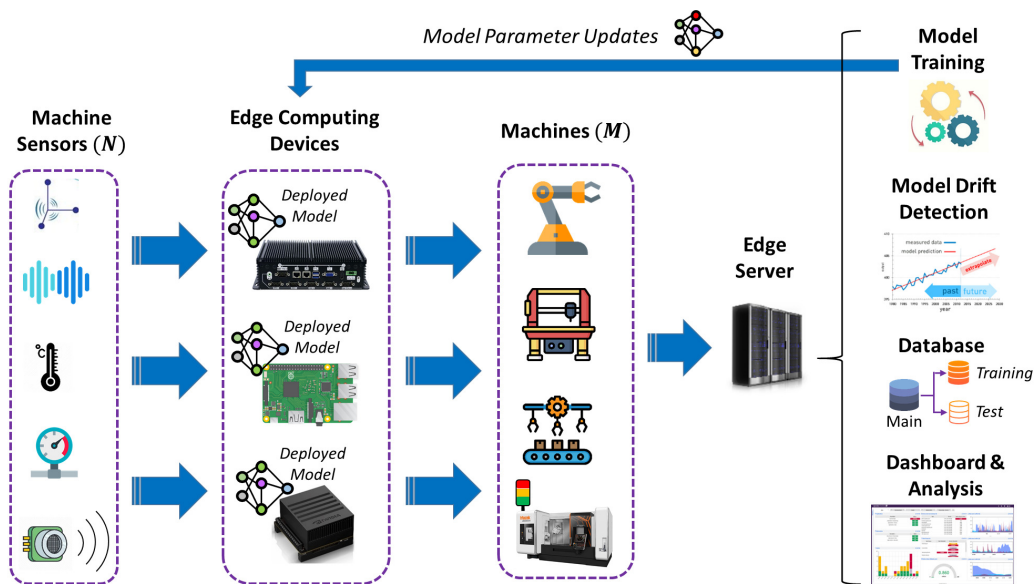 Model Parameter Updates
Model
Training
Machine
Sensors (N)
Edge Computing
Devices
Machines (M)
Deployed
Model
Deployed
Model
Deployed
Model
°C
Edge
Server
Model Drift
Detection
measured data
model prediction
extrapolate
past future
year
Database
Main
Training
Test
Dashboard &
Analysis